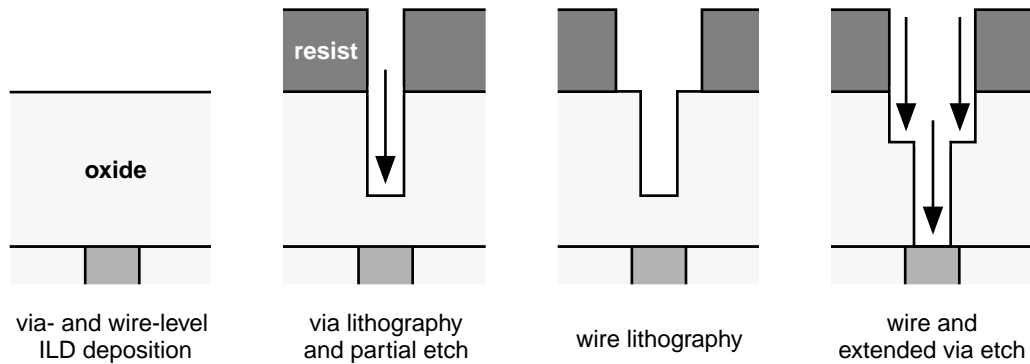 resist
oxide
via- and wire-level
ILD deposition
via lithography
and partial etch
wire lithography
wire and
extended via etch